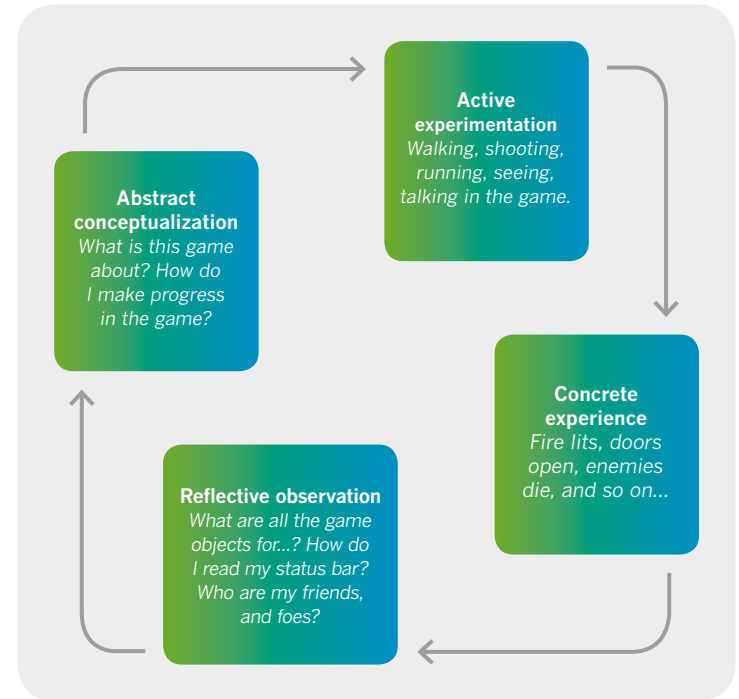 Active
experimentation
Walking, shooting,
running, seeing,
talking in the game.
Abstract
conceptualization
What is this game
about? How do
I make progress
in the game?
Concrete
experience
Fire lits, doors
open, enemies
die, and so on...
Reflective observation
What are all the game
objects for...? How do
I read my status bar?
Who are my friends,
and foes?